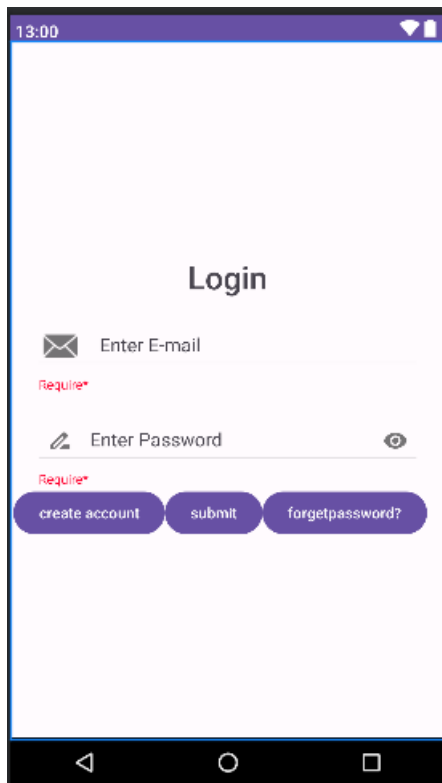 13:00
Login
Enter E-mail
Require*
Enter Password
Require*
create account submit forgetpassword?